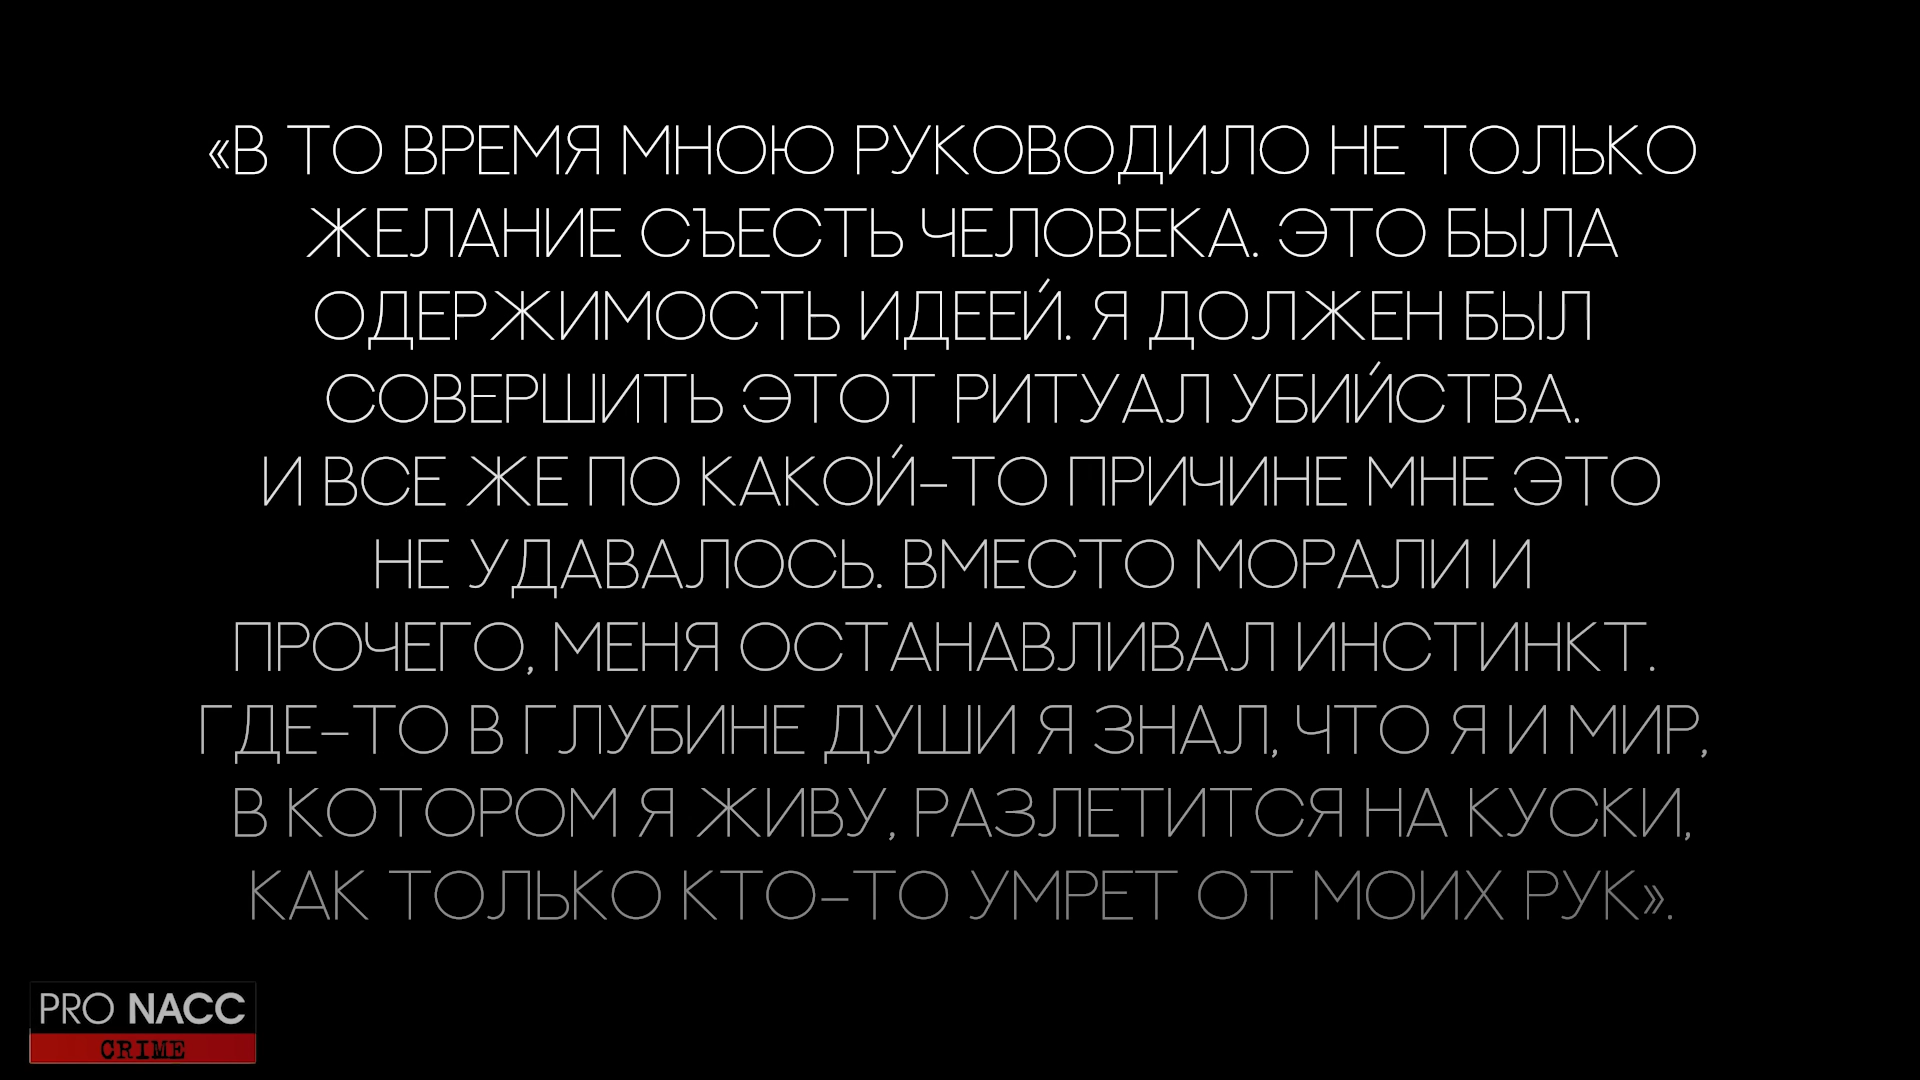 «В ТО ВРЕМЯ МНОЮ РУКОВОДИЛО НЕ ТОЛЬКО
ЖЕЛАНИЕ СЪЕСТЬ ЧЕЛОВЕКА. ЭТО БЫЛА
ОДЕРЖИМОСТЬ ИДЕЕЙ. Я ДОЛЖЕН БЫЛ
СОВЕРШИТЬ ЭТОТ РИТУАЛ УБИЙСТВА.
И ВСЕ ЖЕ ПО КАКОЙ-ТО ПРИЧИНЕ МНЕ ЭТО
НЕ УДАВАЛОСЬ. ВМЕСТО МОРАЛИ И
ПРОЧЕГО, МЕНЯ ОСТАНАВЛИВАЛ ИНСТИНКТ.
ГДЕ-ТО В ГЛУБИНЕ ДУШИ Я ЗНАЛ, ЧТО Я И МИР,
В КОТОРОМ Я ЖИВУ, РАЗЛЕТИТСЯ НА КУСКИ,
КАК ТОЛЬКО КТО-ТО УМРЕТ ОТ МОИХ РУК».
PRO NACC
CRIME